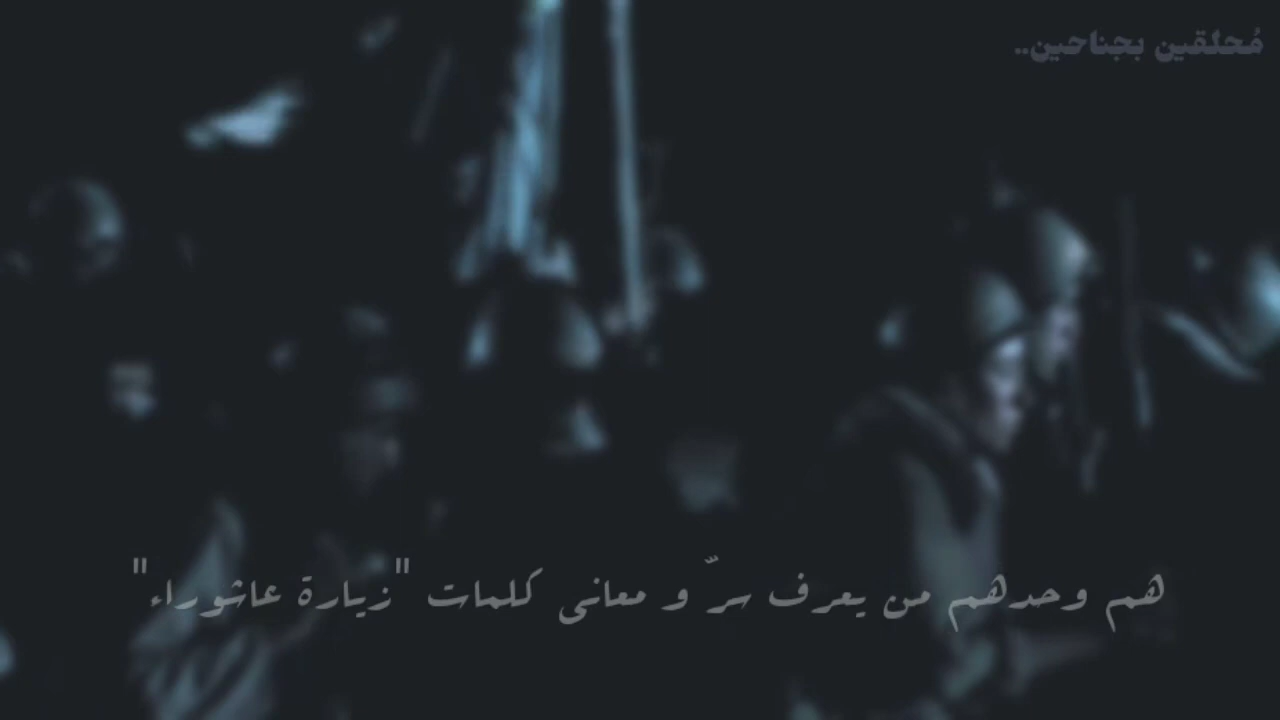 مُحلقين بجناحين..
هم وحدهم من يعرف سرّ و معاني كلمات "زيارة عاشوراء"